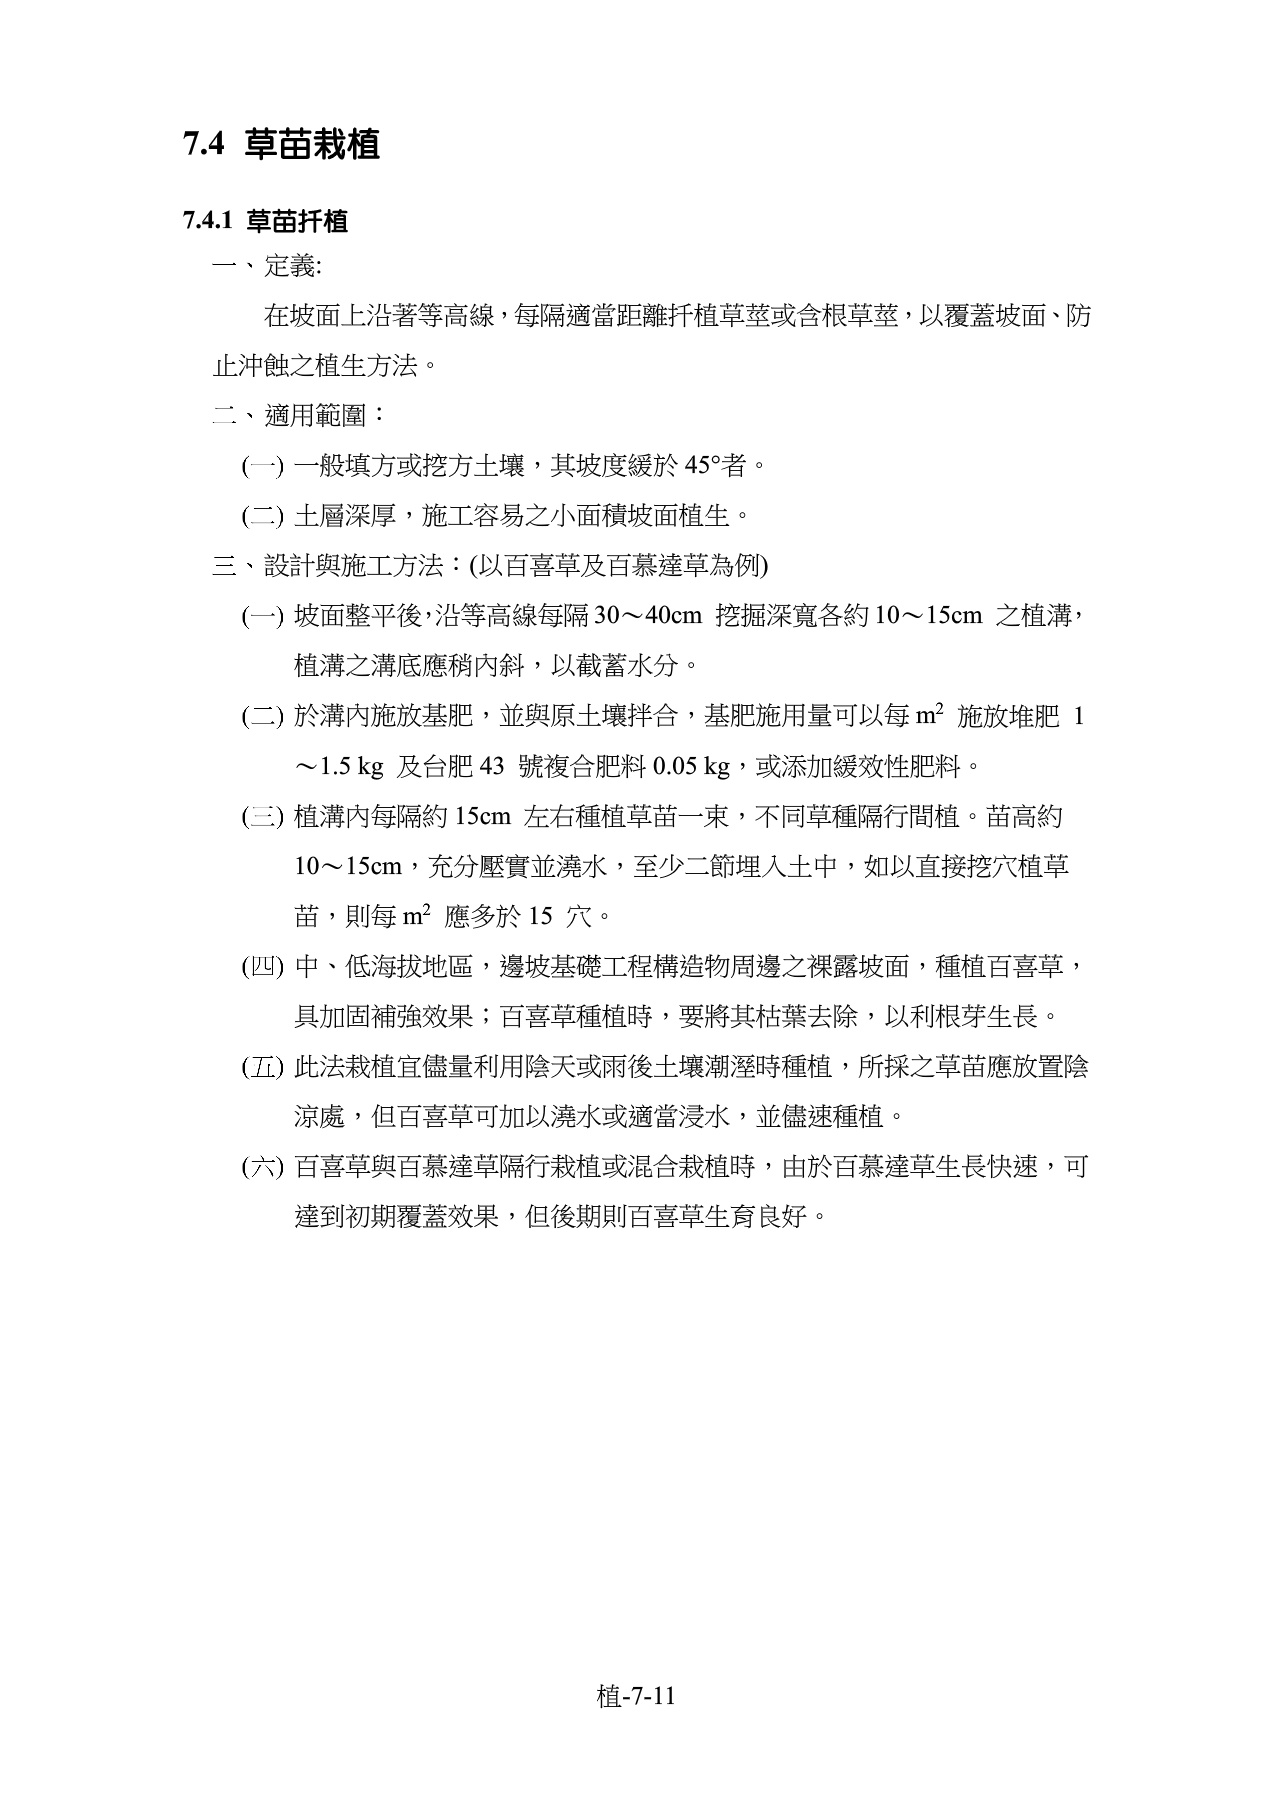 7.4 草苗栽植
7.4.1 草苗扦植
一、定義:
在坡面上沿著等高線，每隔適當距離扦植草莖或含根草莖，以覆蓋坡面、防
止沖蝕之植生方法。
二、適用範圍：
(一) 一般填方或挖方土壤，其坡度緩於 45°者。
(二) 土層深厚，施工容易之小面積坡面植生。
三、設計與施工方法：(以百喜草及百慕達草為例)
(一) 坡面整平後，沿等高線每隔 30～40cm 挖掘深寬各約 10～15cm 之植溝，
植溝之溝底應稍內斜，以截蓄水分。
(二) 於溝內施放基肥，並與原土壤拌合，基肥施用量可以每 m² 施放堆肥 1
～1.5 kg 及台肥 43 號複合肥料 0.05 kg，或添加緩效性肥料。
(三) 植溝內每隔約 15cm 左右種植草苗一束，不同草種隔行間植。苗高約
10～15cm，充分壓實並澆水，至少二節埋入土中，如以直接挖穴植草
苗，則每 m² 應多於 15 穴。
(四) 中、低海拔地區，邊坡基礎工程構造物周邊之裸露坡面，種植百喜草，
具加固補強效果；百喜草種植時，要將其枯葉去除，以利根芽生長。
(五) 此法栽植宜儘量利用陰天或雨後土壤潮溼時種植，所採之草苗應放置陰
涼處，但百喜草可加以澆水或適當浸水，並儘速種植。
(六) 百喜草與百慕達草隔行栽植或混合栽植時，由於百慕達草生長快速，可
達到初期覆蓋效果，但後期則百喜草生育良好。
植-7-11